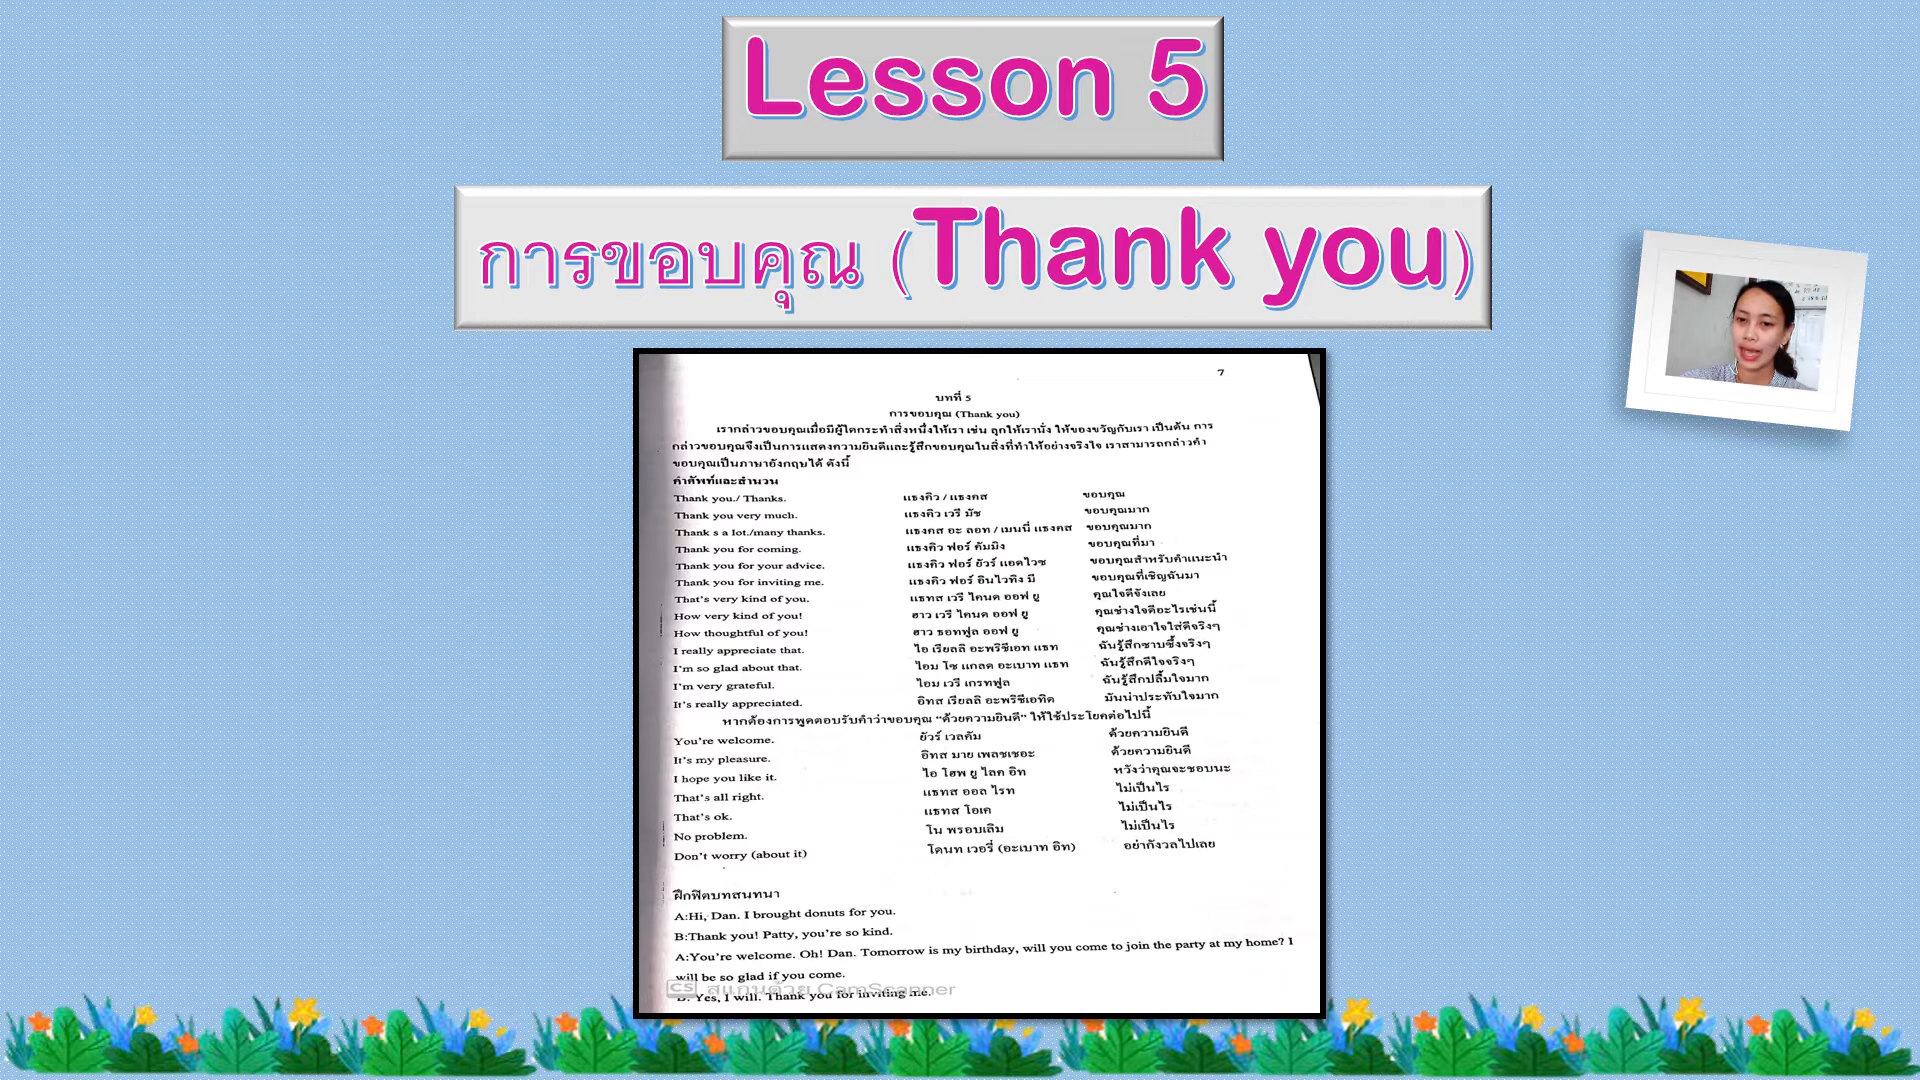 Lesson 5
การขอบคุณ (Thank you)
7
บทที่ 5
การขอบคุณ (Thank you)
เรากล่าวขอบคุณเมื่อมีผู้ใดกระทำสิ่งหนึ่งให้เรา เช่น ลุกให้เรานั่ง ให้ของขวัญกับเรา เป็นต้น การ
กล่าวขอบคุณจึงเป็นการแสดงความยินดีและรู้สึกขอบคุณในสิ่งที่ทำให้อย่างจริงใจ เราสามารถกล่าวคำ
ขอบคุณเป็นภาษาอังกฤษได้ ดังนี้
คำศัพท์และสำนวน
Thank you./ Thanks. แธงคิว / แธงคส ขอบคุณ
Thank you very much. แธงคิว เวรี มัช ขอบคุณมาก
Thank s a lot./many thanks. แธงคส อะ ลอท / เมนนี่ แธงคส ขอบคุณมาก
Thank you for coming. แธงคิว ฟอร์ คัมมิง ขอบคุณที่มา
Thank you for your advice. แธงคิว ฟอร์ ยัวร์ แอดไวซ ขอบคุณสำหรับคำแนะนำ
Thank you for inviting me. แธงคิว ฟอร์ อินไวทิง มี ขอบคุณที่เชิญฉันมา
That's very kind of you. แธทส เวรี ไคนด ออฟ ยู คุณใจดีจังเลย
How very kind of you! ฮาว เวรี ไคนด ออฟ ยู คุณช่างใจดีอะไรเช่นนี้
How thoughtful of you! ฮาว ธอทฟูล ออฟ ยู คุณช่างเอาใจใส่ดีจริงๆ
I really appreciate that. ไอ เรียลลิ อะพริชีเอท แธท ฉันรู้สึกซาบซึ้งจริงๆ
I'm so glad about that. ไอม โซ แกลด อะเบาท แธท ฉันรู้สึกดีใจจริงๆ
I'm very grateful. ไอม เวรี เกรทฟูล ฉันรู้สึกปลื้มใจมาก
It's really appreciated. อิทส เรียลลิ อะพริชีเอทิด มันน่าประทับใจมาก
หากต้องการพูดตอบรับคำว่าขอบคุณ "ด้วยความยินดี" ให้ใช้ประโยคต่อไปนี้
You're welcome. ยัวร์ เวลคัม ด้วยความยินดี
It's my pleasure. อิทส มาย เพลชเชอะ ด้วยความยินดี
I hope you like it. ไอ โฮพ ยู ไลค อิท หวังว่าคุณจะชอบนะ
That's all right. แธทส ออล ไรท ไม่เป็นไร
That's ok. แธทส โอเค ไม่เป็นไร
No problem. โน พรอบเลิม ไม่เป็นไร
Don't worry (about it) โดนท เวอรี่ (อะเบาท อิท) อย่ากังวลไปเลย
ฝึกฟิตบทสนทนา
A:Hi, Dan. I brought donuts for you.
B:Thank you! Patty, you're so kind.
A:You're welcome. Oh! Dan. Tomorrow is my birthday, will you come to join the party at my home? I
will be so glad if you come.
B: Yes, I will. Thank you for inviting me.
CS สแกนด้วย CamScanner